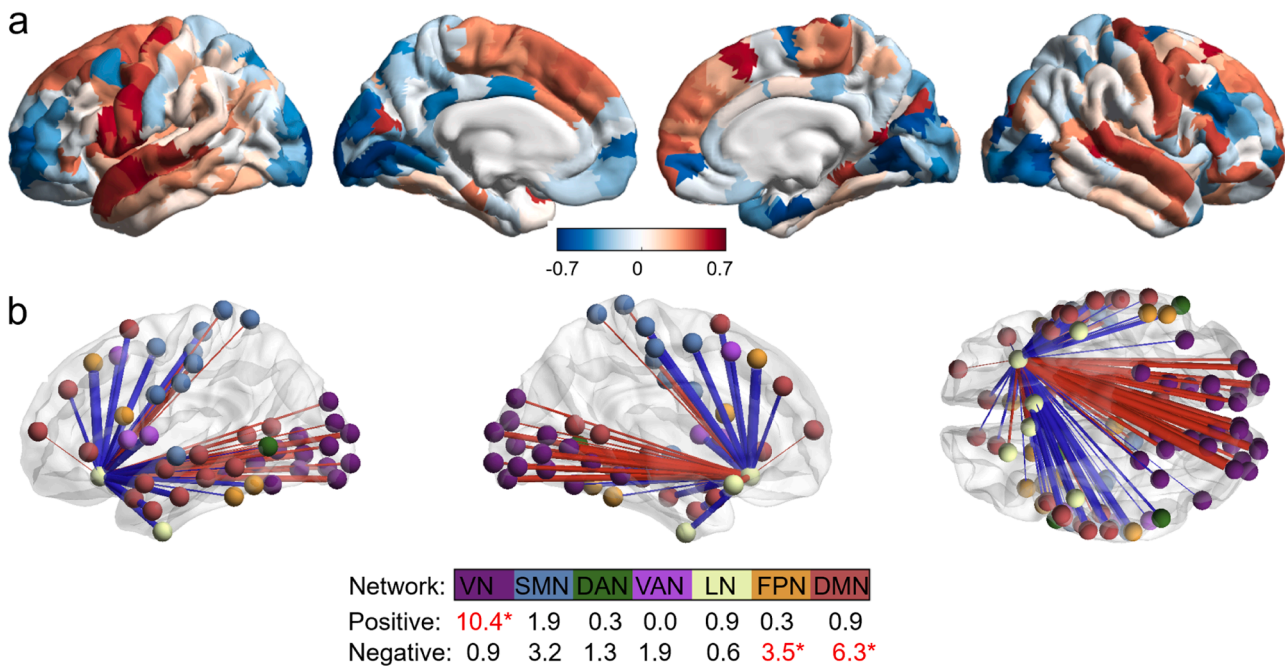 a
-0.7 0 0.7
b
Network: VN SMN DAN VAN LN FPN DMN
Positive: 10.4* 1.9 0.3 0.0 0.9 0.3 0.9
Negative: 0.9 3.2 1.3 1.9 0.6 3.5* 6.3*